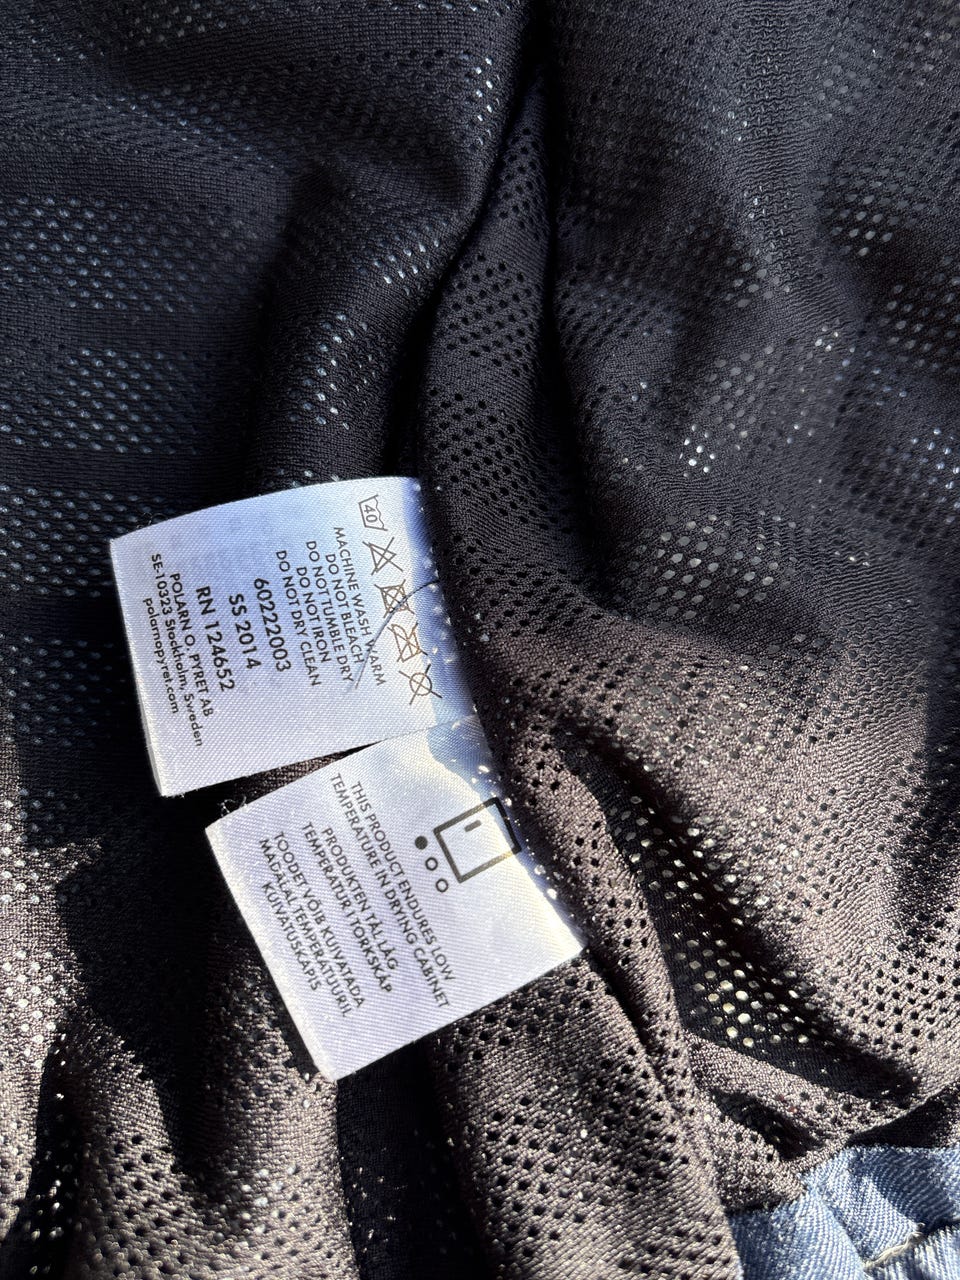 40
MACHINE WASH WARM
DO NOT BLEACH
DO NOT TUMBLE DRY
DO NOT IRON
DO NOT DRY CLEAN
60222003
SS 2014
RN 124652
POLARN O. PYRET AB
SE-10323 Stockholm, Sweden
polarnopyret.com
THIS PRODUCT ENDURES LOW
TEMPERATURE IN DRYING CABINET
PRODUKTEN TÅL LÅG
TEMPERATUR I TORKSKÅP
TOODET VÕIB KUIVATADA
MADALAL TEMPERATUURIL
KUIVATUSKAPIS